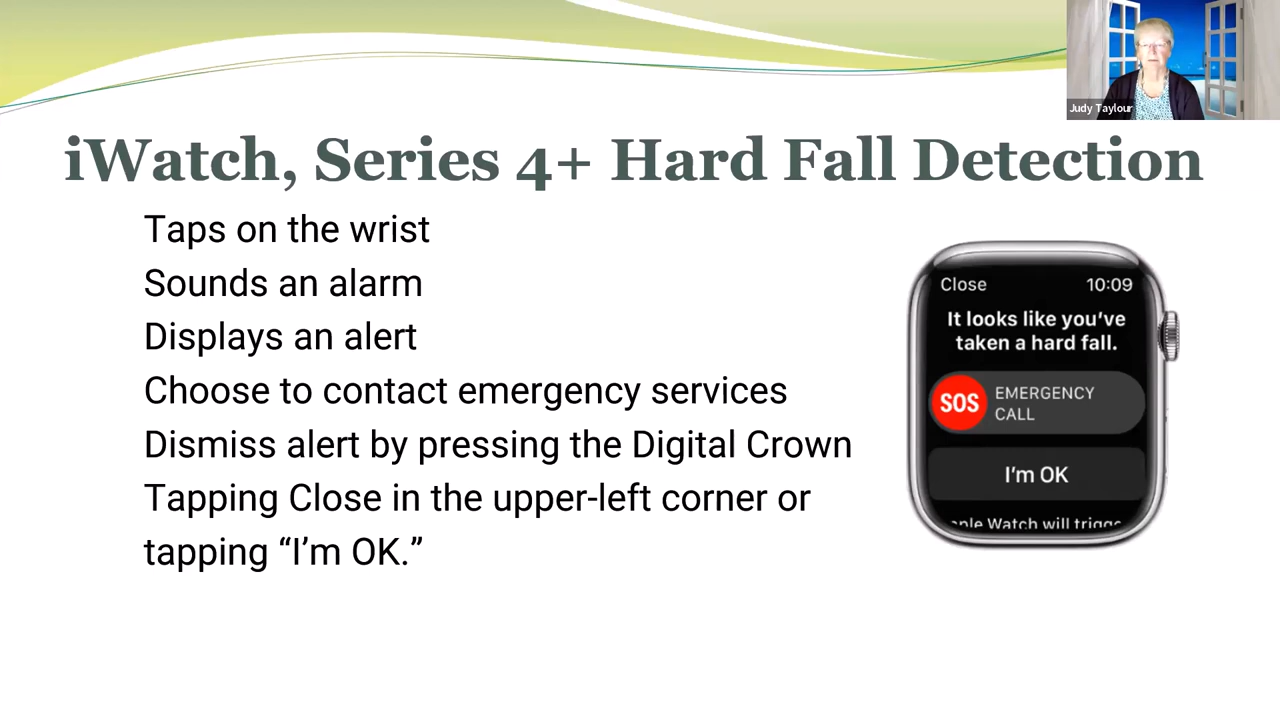 Judy Taylour
iWatch, Series 4+ Hard Fall Detection
Taps on the wrist
Sounds an alarm
Displays an alert
Choose to contact emergency services
Dismiss alert by pressing the Digital Crown
Tapping Close in the upper-left corner or
tapping “I’m OK.”
Close 10:09
It looks like you’ve
taken a hard fall.
SOS EMERGENCY
CALL
I’m OK
Watch will